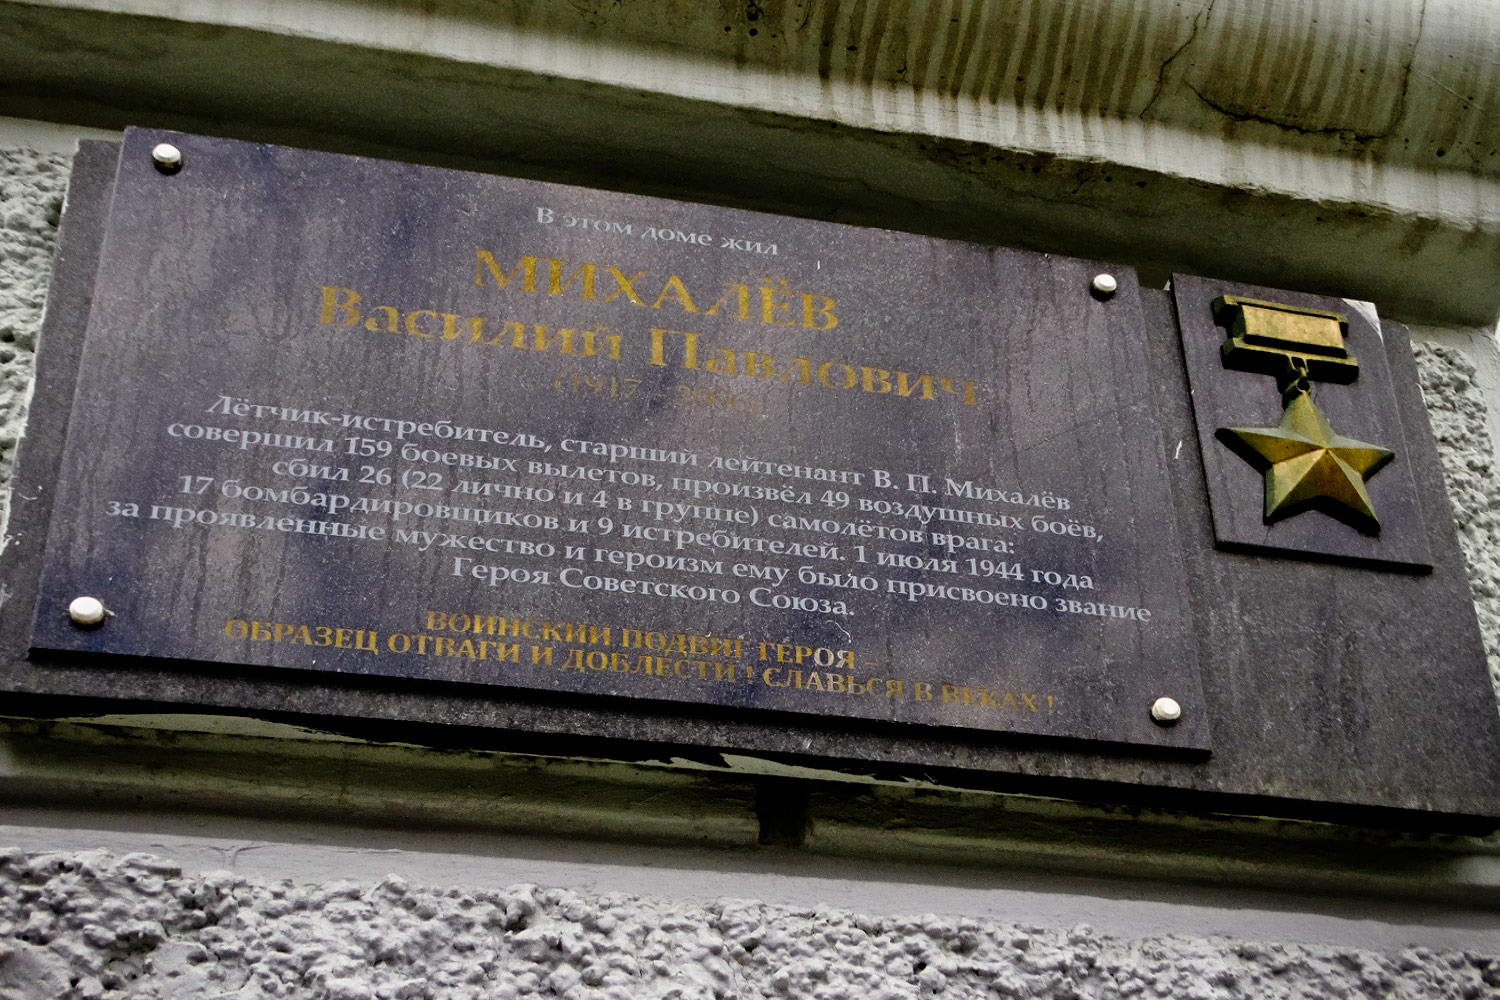 В этом доме жил
МИХАЛЁВ
Василий Павлович
(1917 - 2006)
Лётчик-истребитель, старший лейтенант В. П. Михалёв
совершил 159 боевых вылетов, произвёл 49 воздушных боёв,
сбил 26 (22 лично и 4 в группе) самолётов врага:
17 бомбардировщиков и 9 истребителей. 1 июля 1944 года
за проявленные мужество и героизм ему было присвоено звание
Героя Советского Союза.
ВОИНСКИЙ ПОДВИГ ГЕРОЯ –
ОБРАЗЕЦ ОТВАГИ И ДОБЛЕСТИ ! СЛАВЬСЯ В ВЕКАХ !